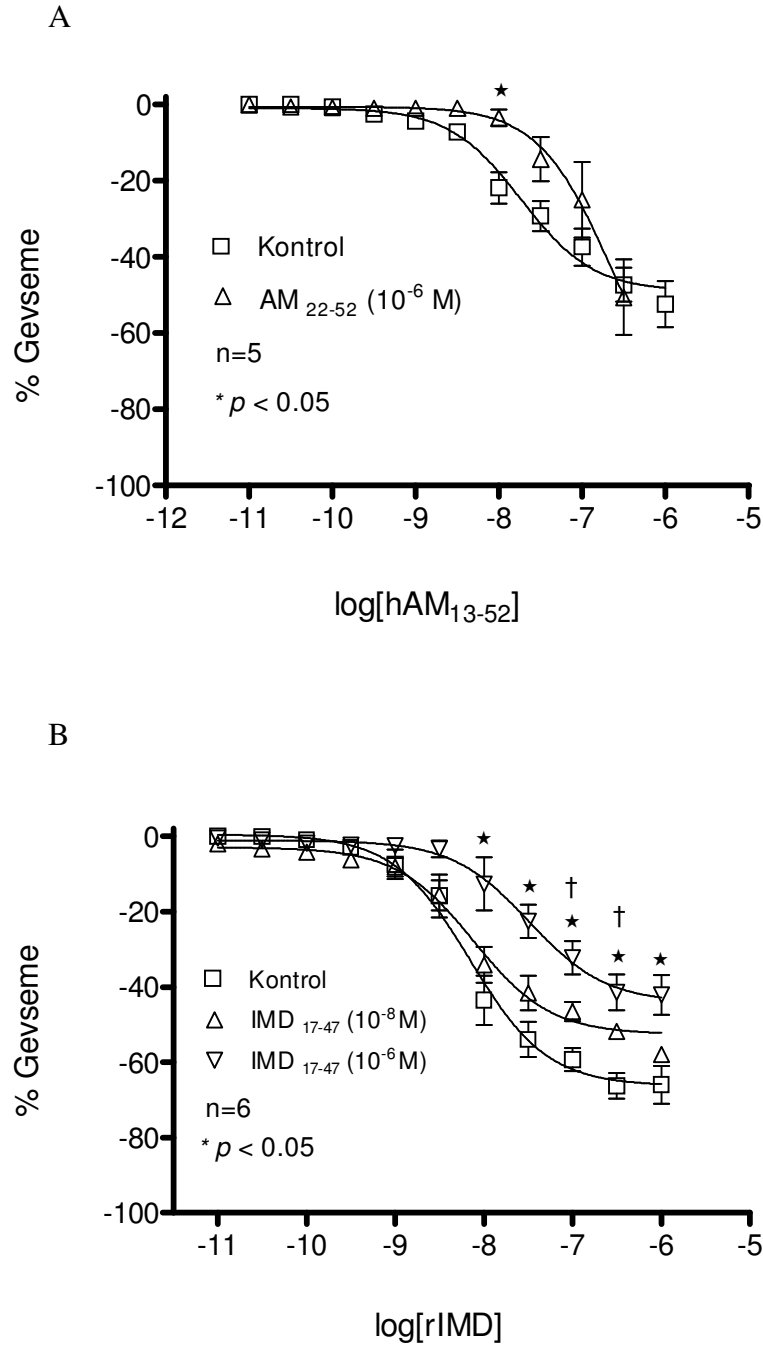 A
★
0
-20
-40
-60
-80
-100
% Gevseme
□ Kontrol
△ AM 22-52 (10-6 M)
n=5
* p < 0.05
-12 -11 -10 -9 -8 -7 -6 -5
log[hAM13-52]
B
★ ★ † ★ † ★ ★
0
-20
-40
-60
-80
-100
% Gevseme
□ Kontrol
△ IMD 17-47 (10-8M)
▽ IMD 17-47 (10-6M)
n=6
* p < 0.05
-11 -10 -9 -8 -7 -6 -5
log[rIMD]